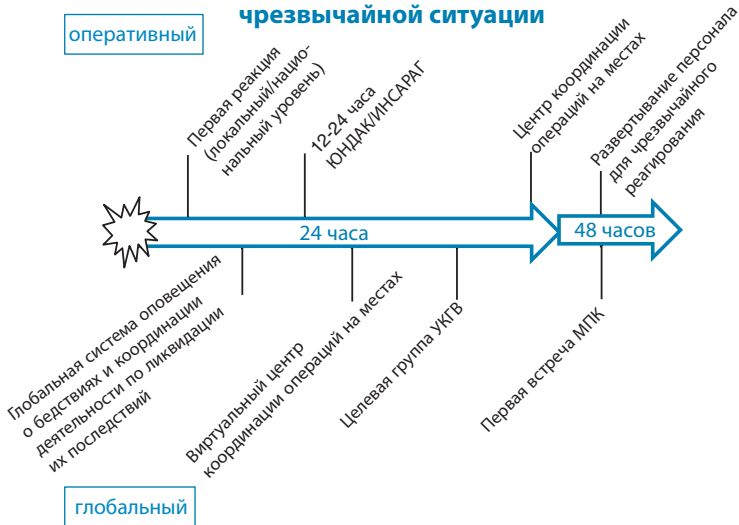 чрезвычайной ситуации
оперативный
Первая реакция
(локальный/нацио-
нальный уровень)
12-24 часа
ЮНДАК/ИНСАРАГ
Центр координации
операций на местах
Развертывание персонала
для чрезвычайного
реагирования
24 часа
48 часов
Глобальная система оповещения
о бедствиях и координации
деятельности по ликвидации
их последствий
Виртуальный центр
координации операций на местах
Целевая группа УКГВ
Первая встреча МПК
глобальный